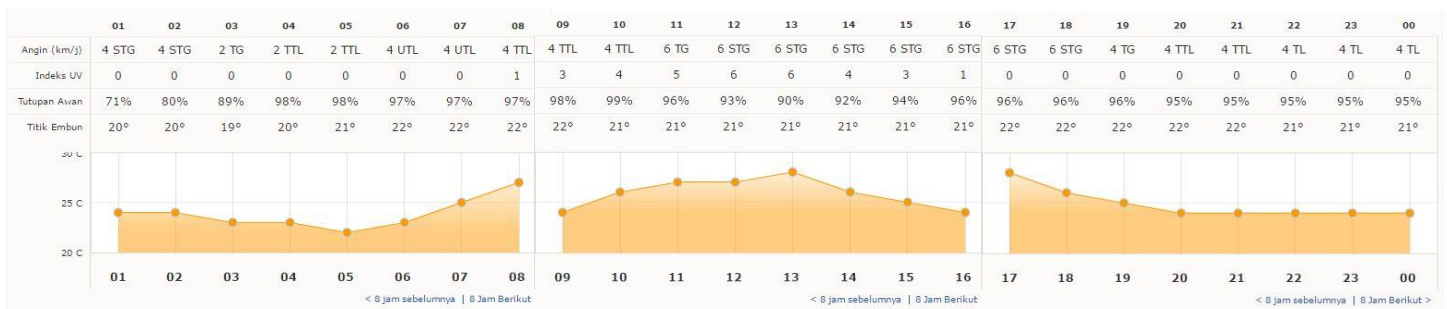 01 02 03 04 05 06 07 08 09 10 11 12 13 14 15 16 17 18 19 20 21 22 23 00
Angin (km/j) 4 STG 4 STG 2 TG 2 TTL 2 TTL 4 UTL 4 UTL 4 TTL 4 TTL 4 TTL 6 TG 6 STG 6 STG 6 STG 6 STG 6 STG 6 STG 6 STG 4 TG 4 TTL 4 TTL 4 TL 4 TL 4 TL
Indeks UV 0 0 0 0 0 0 0 1 3 4 5 6 6 4 3 1 0 0 0 0 0 0 0 0
Tutupan Awan 71% 80% 89% 98% 98% 97% 97% 97% 98% 99% 96% 93% 90% 92% 94% 96% 96% 96% 96% 95% 95% 95% 95% 95%
Titik Embun 20° 20° 19° 20° 21° 22° 22° 22° 22° 21° 21° 21° 21° 21° 21° 21° 22° 22° 22° 22° 22° 21° 21° 21°
30 C
25 C
20 C
01 02 03 04 05 06 07 08 09 10 11 12 13 14 15 16 17 18 19 20 21 22 23 00
< 8 jam sebelumnya | 8 Jam Berikut < 8 jam sebelumnya | 8 Jam Berikut < 8 jam sebelumnya | 8 Jam Berikut >